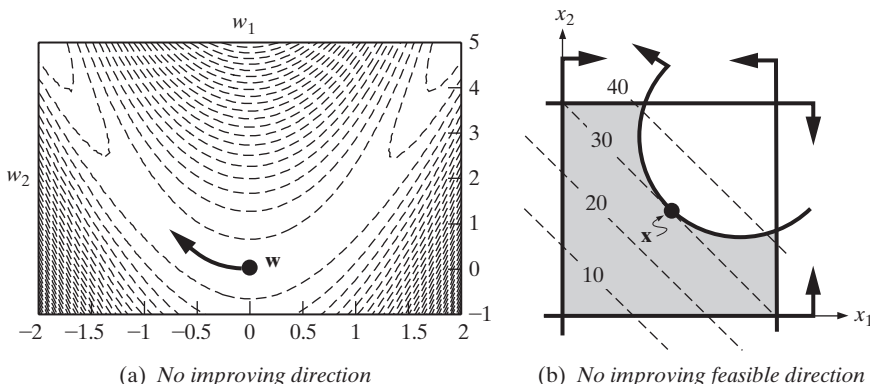 w1
5
4
3
2
1
0
−1
w2
w
−2 −1.5 −1 −0.5 0 0.5 1 1.5 2
(a) No improving direction
x2
40
30
20
10
x
x1
(b) No improving feasible direction